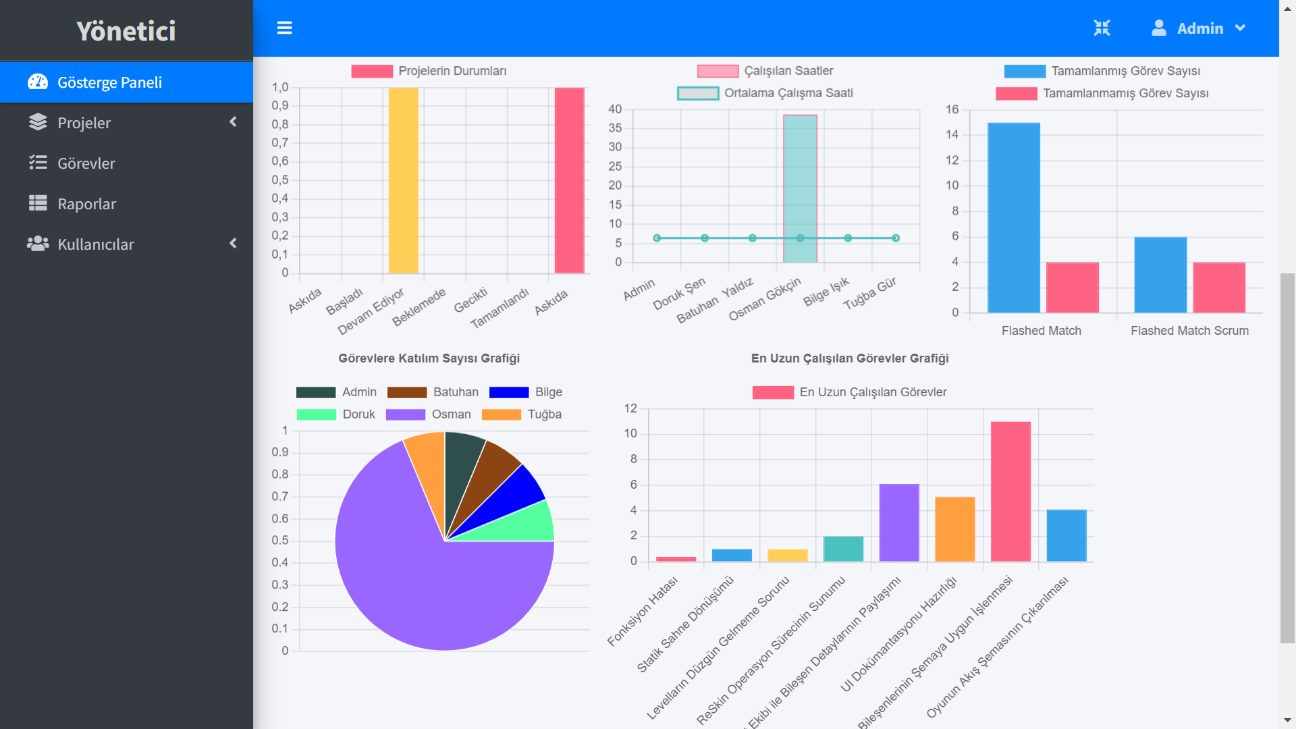 Yönetici
Admin
Gösterge Paneli
Projeler
Görevler
Raporlar
Kullanıcılar
Projelerin Durumları
1,0
0,9
0,8
0,7
0,6
0,5
0,4
0,3
0,2
0,1
0
Askıda
Başladı
Devam Ediyor
Beklemede
Gecikti
Tamamlandı
Askıda
Çalışılan Saatler
Ortalama Çalışma Saati
40
35
30
25
20
15
10
5
0
Admin
Doruk Şen
Batuhan Yaldız
Osman Gökçin
Bilge Işık
Tuğba Gür
Tamamlanmış Görev Sayısı
Tamamlanmamış Görev Sayısı
16
14
12
10
8
6
4
2
0
Flashed Match
Flashed Match Scrum
Görevlere Katılım Sayısı Grafiği
Admin
Batuhan
Bilge
Doruk
Osman
Tuğba
1
0.9
0.8
0.7
0.6
0.5
0.4
0.3
0.2
0.1
0
En Uzun Çalışılan Görevler Grafiği
En Uzun Çalışılan Görevler
12
10
8
6
4
2
0
Fonksiyon Hatası
Statik Sahne Dönüşümü
Levelların Düzgün Gelmeme Sorunu
ReSkin Operasyon Sürecinin Sunumu
Ekibi ile Bileşen Detaylarının Paylaşımı
UI Dokümantasyonu Hazırlığı
Bileşenlerinin Şemaya Uygun İşlenmesi
Oyunun Akış Şemasının Çıkarılması